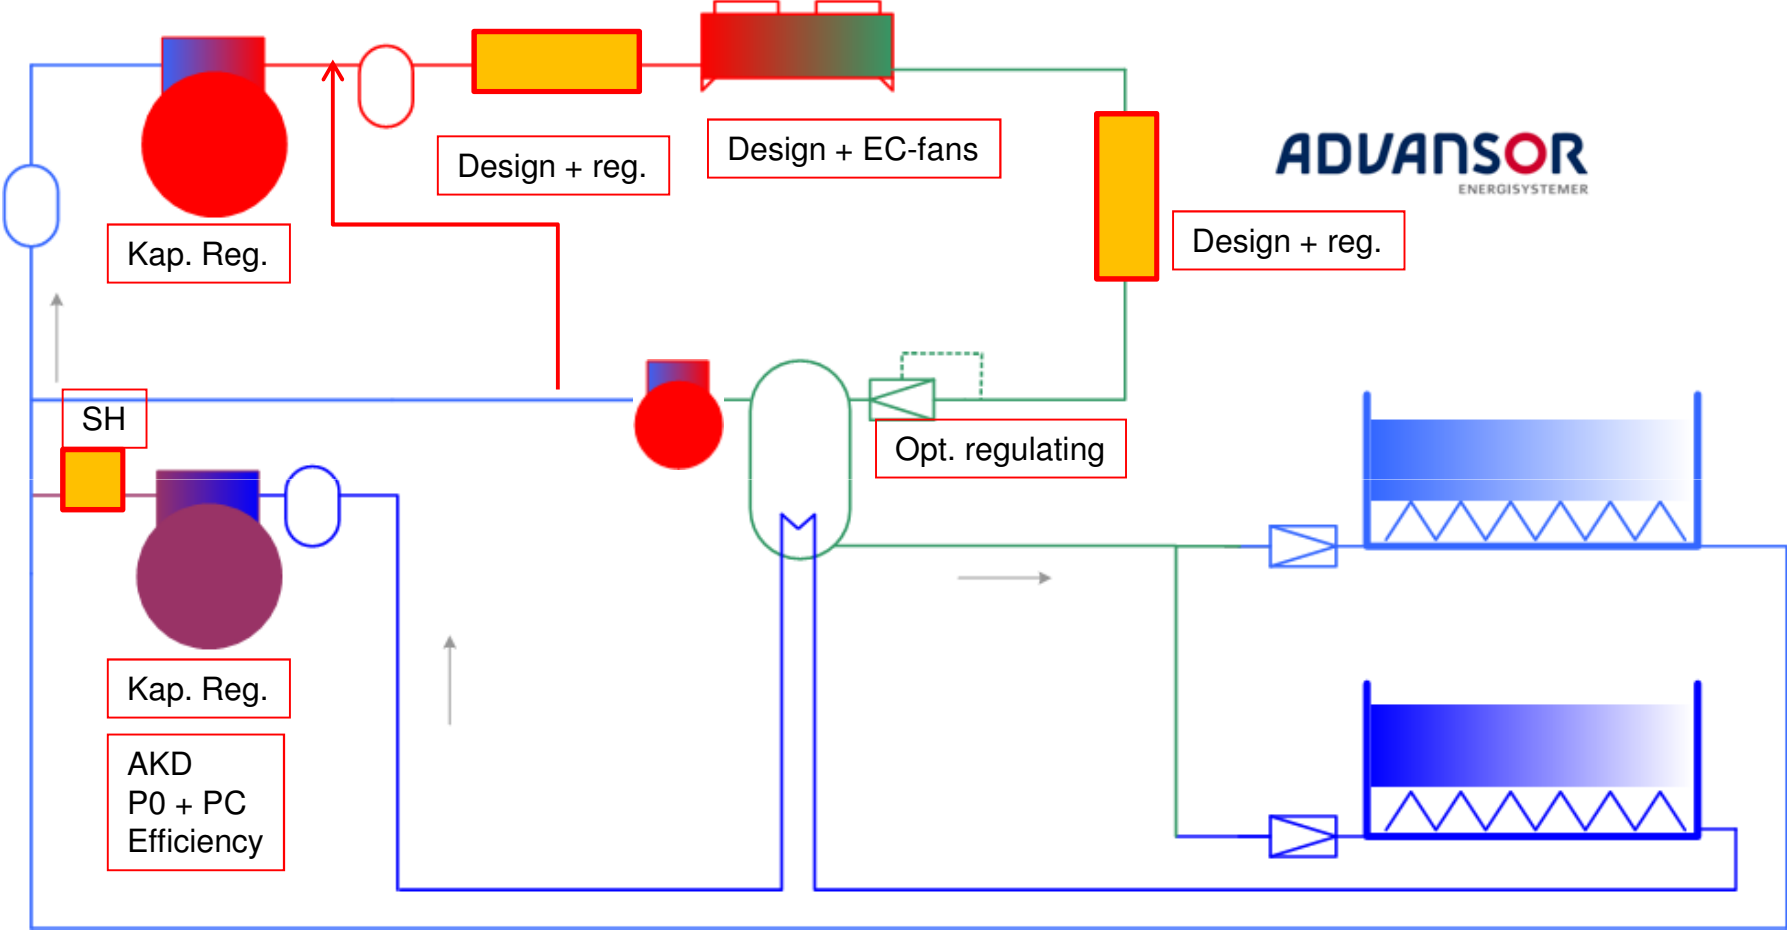 Design + reg.
Design + EC-fans
ADVANSOR
ENERGISYSTEMER
Kap. Reg.
Design + reg.
SH
Opt. regulating
Kap. Reg.
AKD
P0 + PC
Efficiency